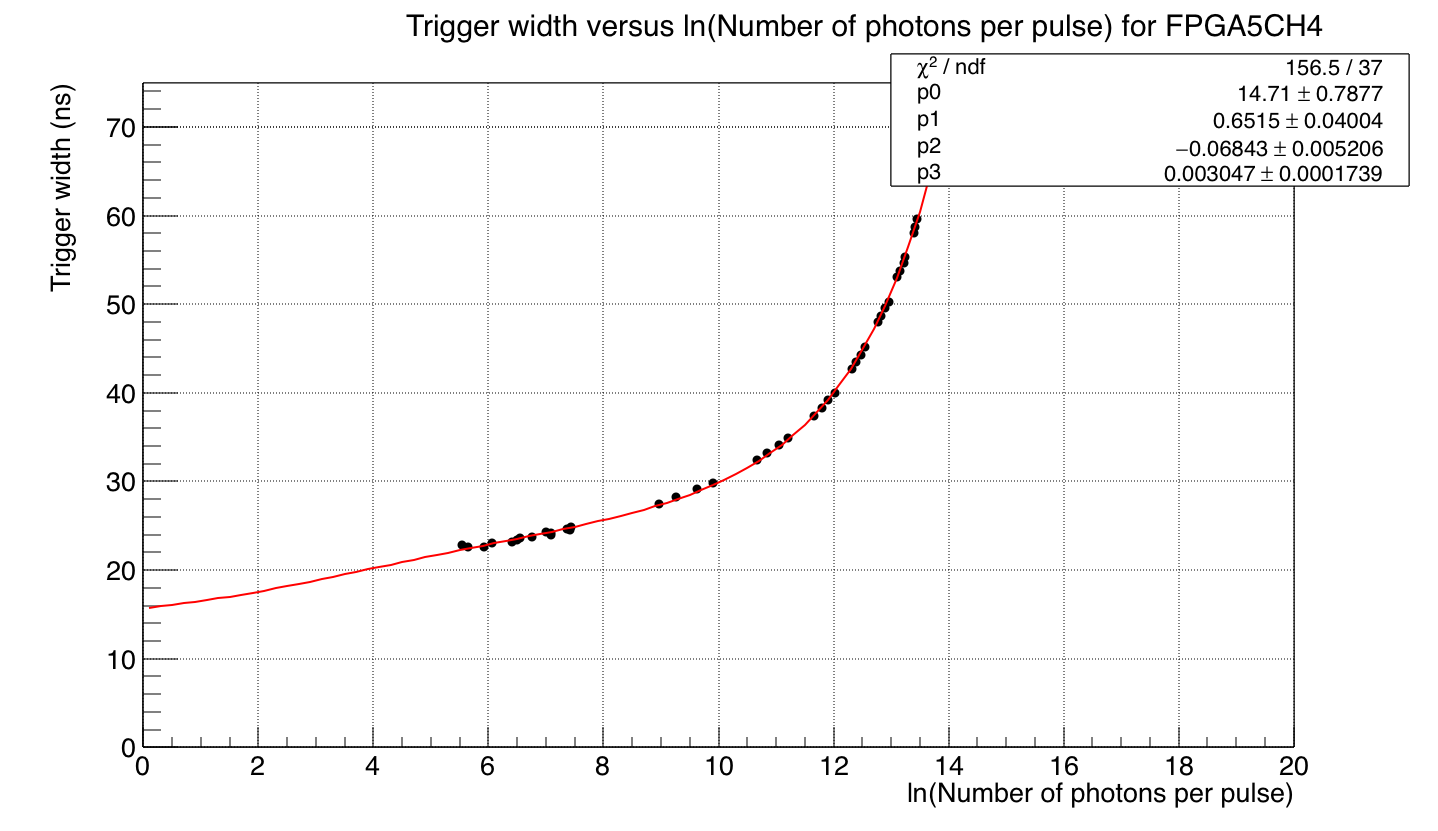 Trigger width versus ln(Number of photons per pulse) for FPGA5CH4
χ² / ndf 156.5 / 37
p0 14.71 ± 0.7877
p1 0.6515 ± 0.04004
p2 −0.06843 ± 0.005206
p3 0.003047 ± 0.0001739
Trigger width (ns)
70
60
50
40
30
20
10
0
0 2 4 6 8 10 12 14 16 18 20
ln(Number of photons per pulse)